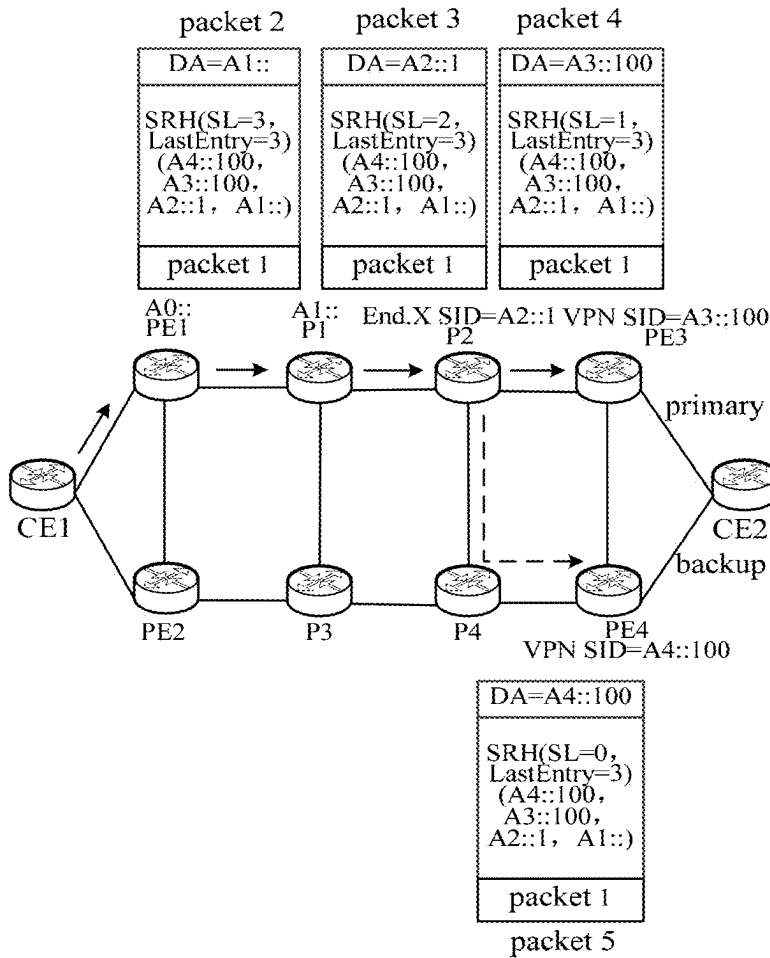 packet 2
packet 3
packet 4
DA=A1::
SRH(SL=3,
LastEntry=3)
(A4::100,
A3::100,
A2::1, A1::)
packet 1
DA=A2::1
SRH(SL=2,
LastEntry=3)
(A4::100,
A3::100,
A2::1, A1::)
packet 1
DA=A3::100
SRH(SL=1,
LastEntry=3)
(A4::100,
A3::100,
A2::1, A1::)
packet 1
A0::
PE1
A1::
P1
End.X SID=A2::1
P2
VPN SID=A3::100
PE3
primary
CE1
CE2
backup
PE2
P3
P4
PE4
VPN SID=A4::100
DA=A4::100
SRH(SL=0,
LastEntry=3)
(A4::100,
A3::100,
A2::1, A1::)
packet 1
packet 5